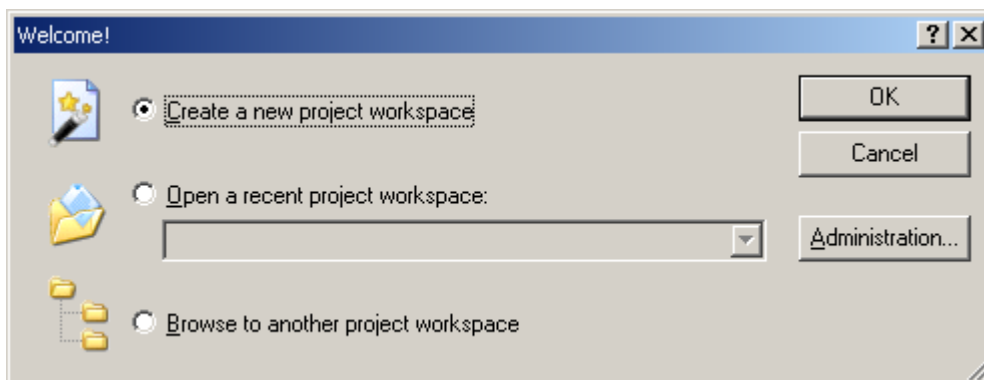 Welcome!
Create a new project workspace
OK
Cancel
Open a recent project workspace:
Administration...
Browse to another project workspace